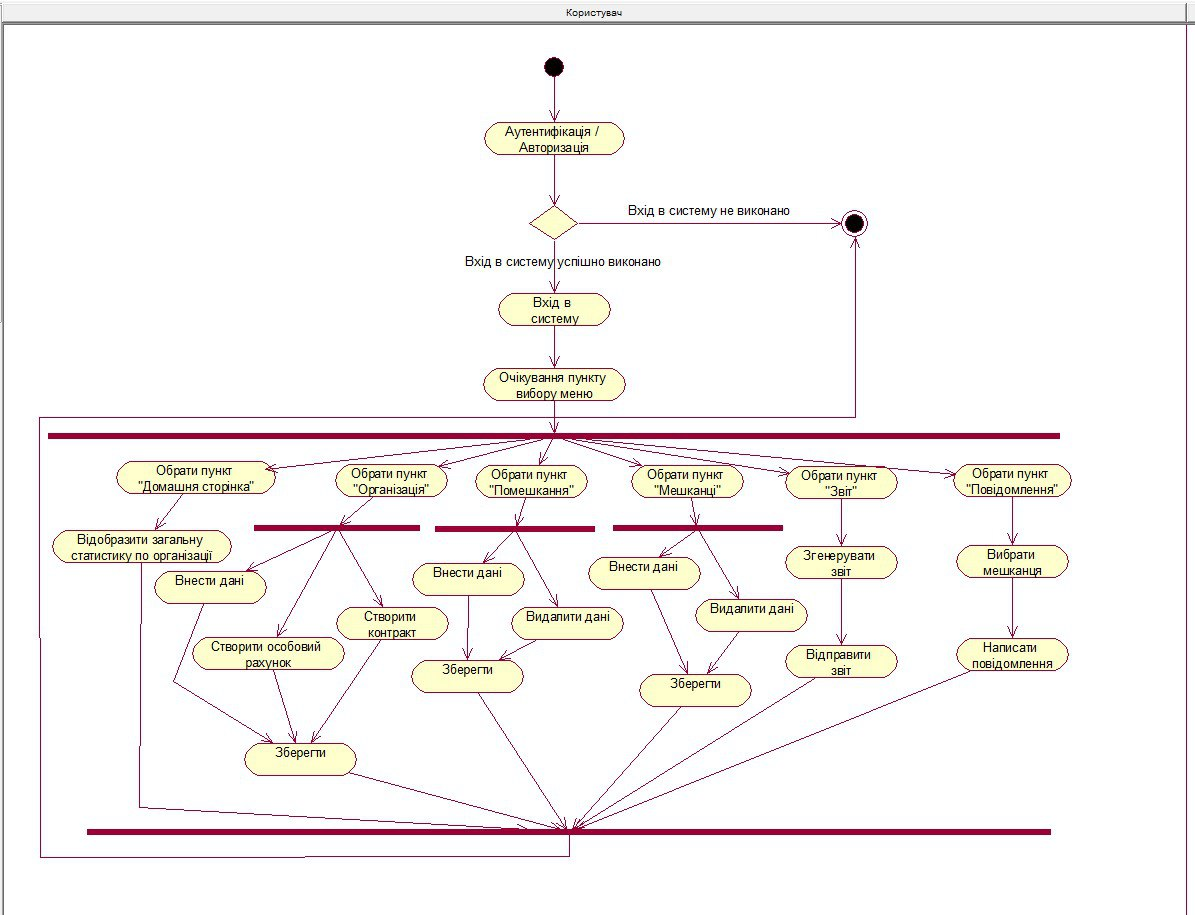 Користувач
Аутентифікація /
Авторизація
Вхід в систему не виконано
Вхід в систему успішно виконано
Вхід в
систему
Очікування пункту
вибору меню
Обрати пункт
"Домашня сторінка"
Обрати пункт
"Організація"
Обрати пункт
"Помешкання"
Обрати пункт
"Мешканці"
Обрати пункт
"Звіт"
Обрати пункт
"Повідомлення"
Відобразити загальну
статистику по організації
Внести дані
Створити особовий
рахунок
Створити
контракт
Зберегти
Внести дані
Видалити дані
Зберегти
Внести дані
Видалити дані
Зберегти
Згенерувати
звіт
Відправити
звіт
Вибрати
мешканця
Написати
повідомлення